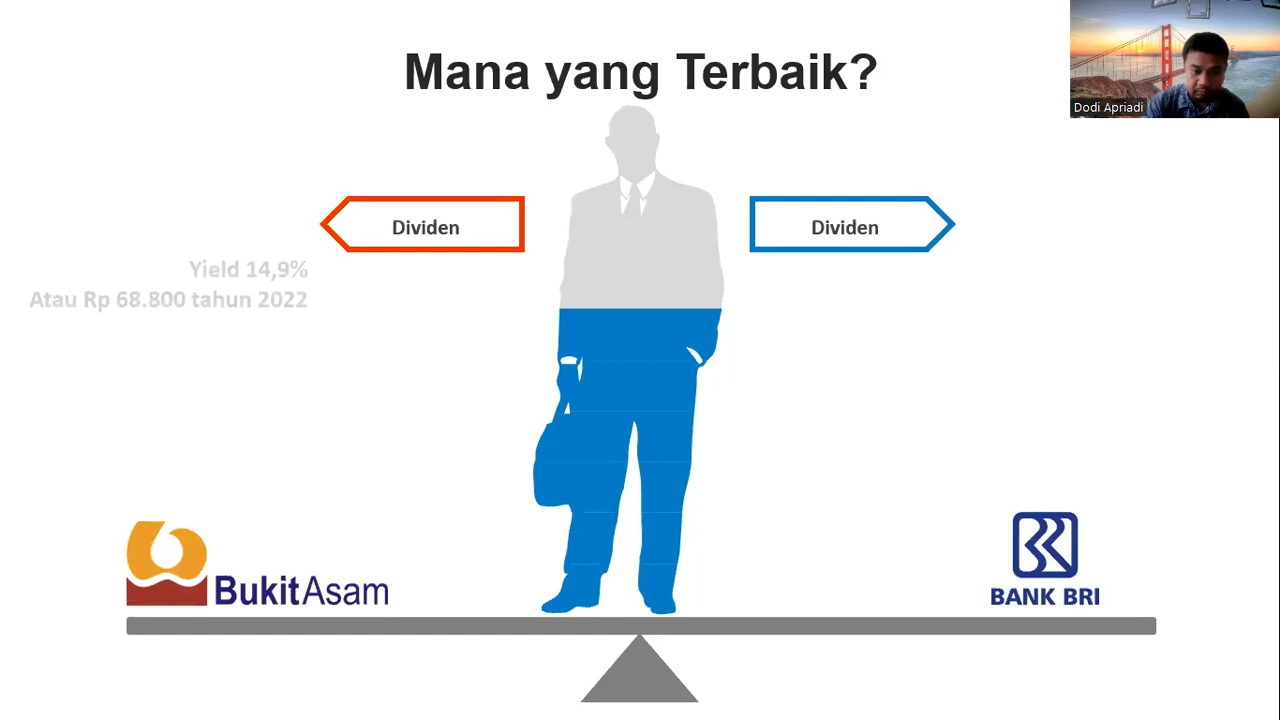 Mana yang Terbaik?
Dodi Apriadi
Dividen
Dividen
Yield 14,9%
Atau Rp 68.800 tahun 2022
BukitAsam
BANK BRI